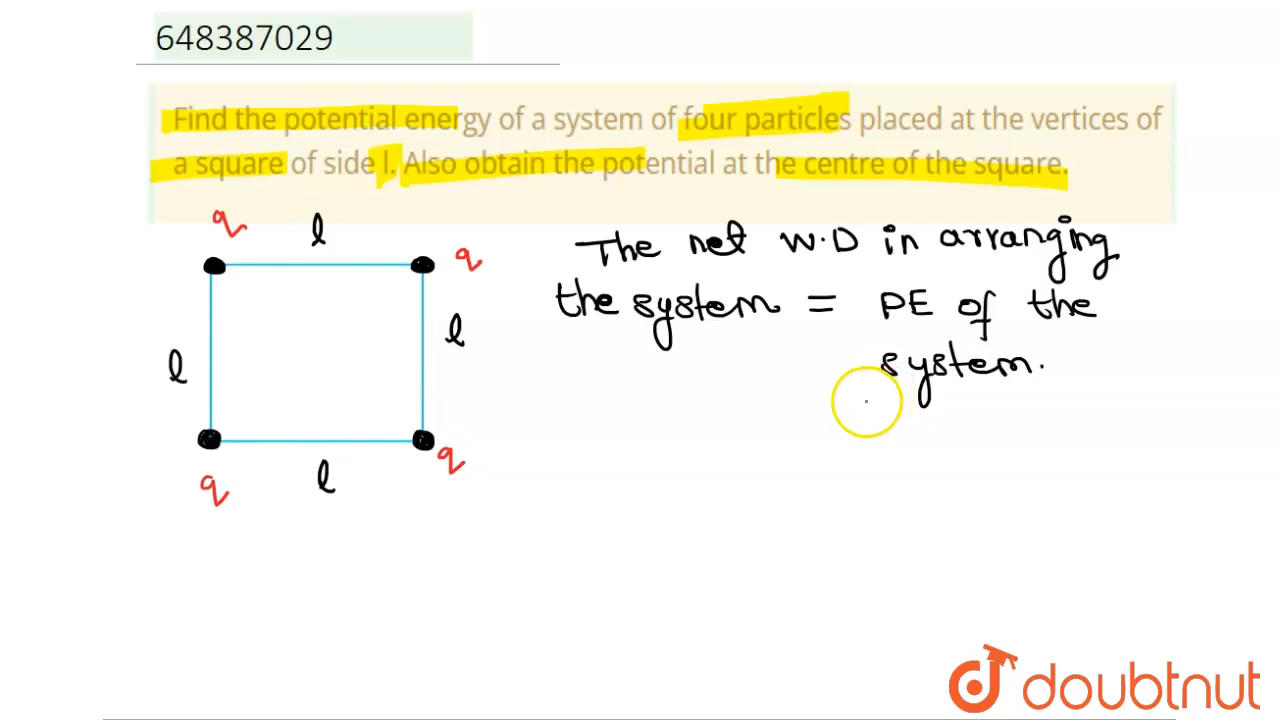 648387029
Find the potential energy of a system of four particles placed at the vertices of
a square of side l. Also obtain the potential at the centre of the square.
q l q
The net W.D in arranging
the system = PE of the
system.
l l
q l q
doubtnut